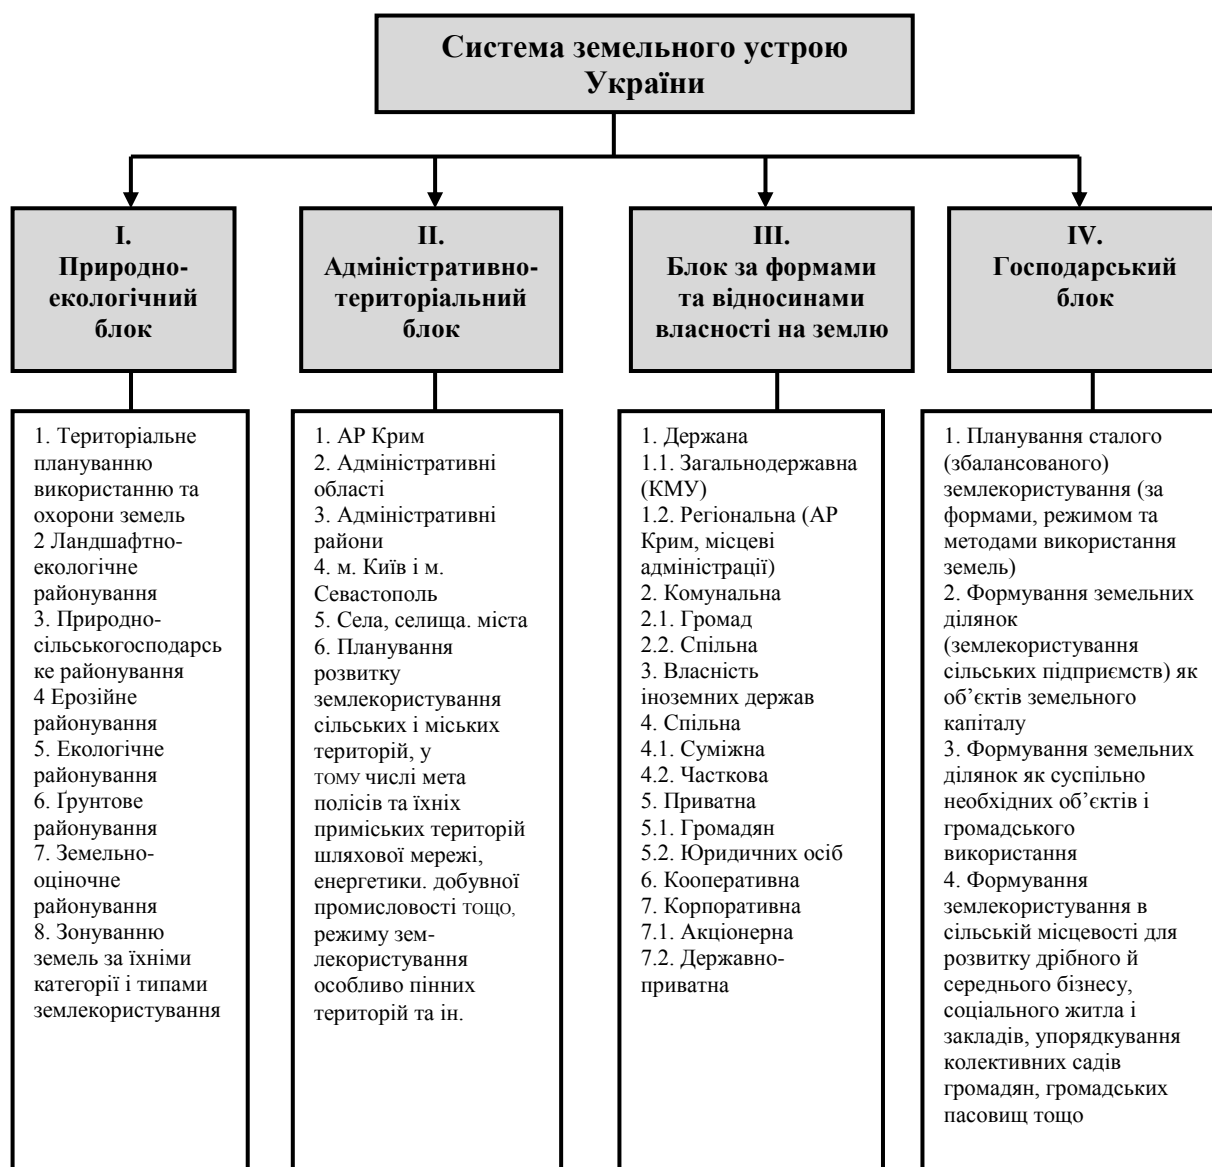 Система земельного устрою
України
I.
Природно-
екологічний
блок
II.
Адміністративно-
територіальний
блок
III.
Блок за формами
та відносинами
власності на землю
IV.
Господарський
блок
1. Територіальне
плануванню
використанню та
охорони земель
2 Ландшафтно-
екологічне
районування
3. Природно-
сільськогосподарсь
ке районування
4 Ерозійне
районування
5. Екологічне
районування
6. Ґрунтове
районування
7. Земельно-
оціночне
районування
8. Зонуванню
земель за їхніми
категорії і типами
землекористування
1. АР Крим
2. Адміністративні
області
3. Адміністративні
райони
4. м. Київ і м.
Севастополь
5. Села, селища. міста
6. Планування
розвитку
землекористування
сільських і міських
територій, у
тому числі мета
полісів та їхніх
приміських територій
шляхової мережі,
енергетики. добувної
промисловості тощо,
режиму зем-
лекористування
особливо пінних
територій та ін.
1. Держана
1.1. Загальнодержавна
(КМУ)
1.2. Регіональна (АР
Крим, місцеві
адміністрації)
2. Комунальна
2.1. Громад
2.2. Спільна
3. Власність
іноземних держав
4. Спільна
4.1. Суміжна
4.2. Часткова
5. Приватна
5.1. Громадян
5.2. Юридичних осіб
6. Кооперативна
7. Корпоративна
7.1. Акціонерна
7.2. Державно-
приватна
1. Планування сталого
(збалансованого)
землекористування (за
формами, режимом та
методами використання
земель)
2. Формування земельних
ділянок
(землекористування
сільських підприємств) як
об’єктів земельного
капіталу
3. Формування земельних
ділянок як суспільно
необхідних об’єктів і
громадського
використання
4. Формування
землекористування в
сільській місцевості для
розвитку дрібного й
середнього бізнесу,
соціального житла і
закладів, упорядкування
колективних садів
громадян, громадських
пасовищ тощо